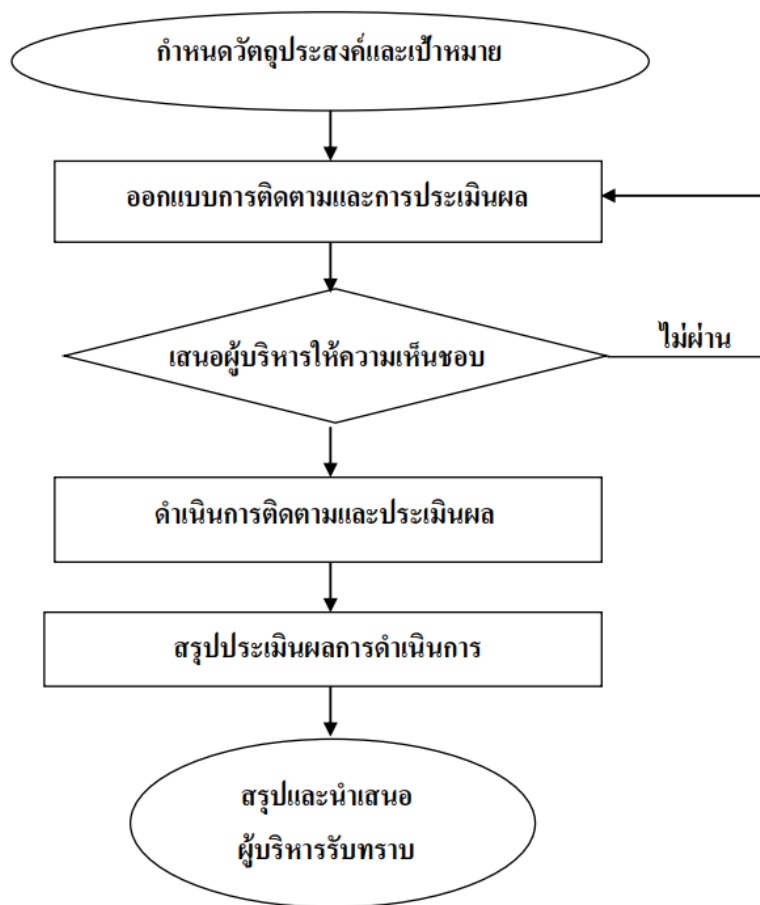 กำหนดวัตถุประสงค์และเป้าหมาย
ออกแบบการติดตามและการประเมินผล
เสนอผู้บริหารให้ความเห็นชอบ
ไม่ผ่าน
ดำเนินการติดตามและประเมินผล
สรุปประเมินผลการดำเนินการ
สรุปและนำเสนอ
ผู้บริหารรับทราบ